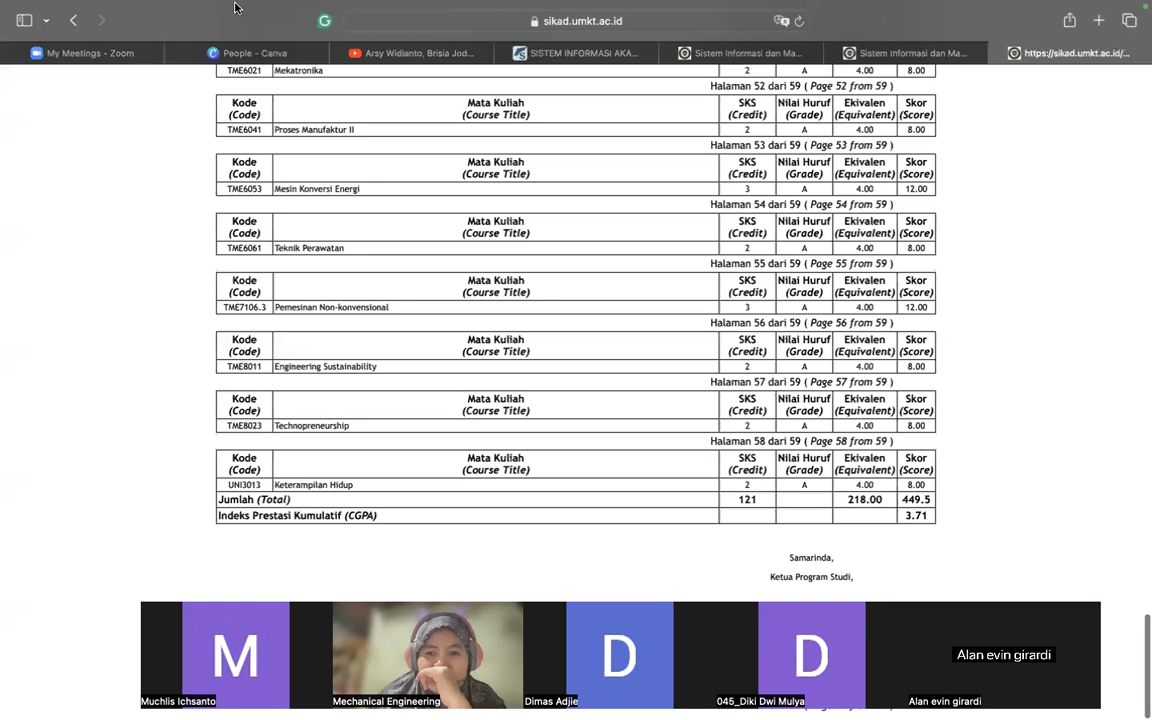 sikad.umkt.ac.id
My Meetings - Zoom
People - Canva
Arsy Widianto, Brisia Jod...
SISTEM INFORMASI AKA...
Sistem Informasi dan Ma...
Sistem Informasi dan Ma...
https://sikad.umkt.ac.id/...
TME6021 Mekatronika 2 A 4.00 8.00
Halaman 52 dari 59 ( Page 52 from 59 )
Kode Mata Kuliah SKS Nilai Huruf Ekivalen Skor
(Code) (Course Title) (Credit) (Grade) (Equivalent) (Score)
TME6041 Proses Manufaktur II 2 A 4.00 8.00
Halaman 53 dari 59 ( Page 53 from 59 )
Kode Mata Kuliah SKS Nilai Huruf Ekivalen Skor
(Code) (Course Title) (Credit) (Grade) (Equivalent) (Score)
TME6053 Mesin Konversi Energi 3 A 4.00 12.00
Halaman 54 dari 59 ( Page 54 from 59 )
Kode Mata Kuliah SKS Nilai Huruf Ekivalen Skor
(Code) (Course Title) (Credit) (Grade) (Equivalent) (Score)
TME6061 Teknik Perawatan 2 A 4.00 8.00
Halaman 55 dari 59 ( Page 55 from 59 )
Kode Mata Kuliah SKS Nilai Huruf Ekivalen Skor
(Code) (Course Title) (Credit) (Grade) (Equivalent) (Score)
TME7106.3 Pemesinan Non-konvensional 3 A 4.00 12.00
Halaman 56 dari 59 ( Page 56 from 59 )
Kode Mata Kuliah SKS Nilai Huruf Ekivalen Skor
(Code) (Course Title) (Credit) (Grade) (Equivalent) (Score)
TME8011 Engineering Sustainability 2 A 4.00 8.00
Halaman 57 dari 59 ( Page 57 from 59 )
Kode Mata Kuliah SKS Nilai Huruf Ekivalen Skor
(Code) (Course Title) (Credit) (Grade) (Equivalent) (Score)
TME8023 Technopreneurship 2 A 4.00 8.00
Halaman 58 dari 59 ( Page 58 from 59 )
Kode Mata Kuliah SKS Nilai Huruf Ekivalen Skor
(Code) (Course Title) (Credit) (Grade) (Equivalent) (Score)
UNI3013 Keterampilan Hidup 2 A 4.00 8.00
Jumlah (Total) 121 218.00 449.5
Indeks Prestasi Kumulatif (CGPA) 3.71
Samarinda,
Ketua Program Studi,
M
D
D
Alan evin girardi
Muchlis Ichsanto
Mechanical Engineering
Dimas Adjie
045_Diki Dwi Mulya
Alan evin girardi